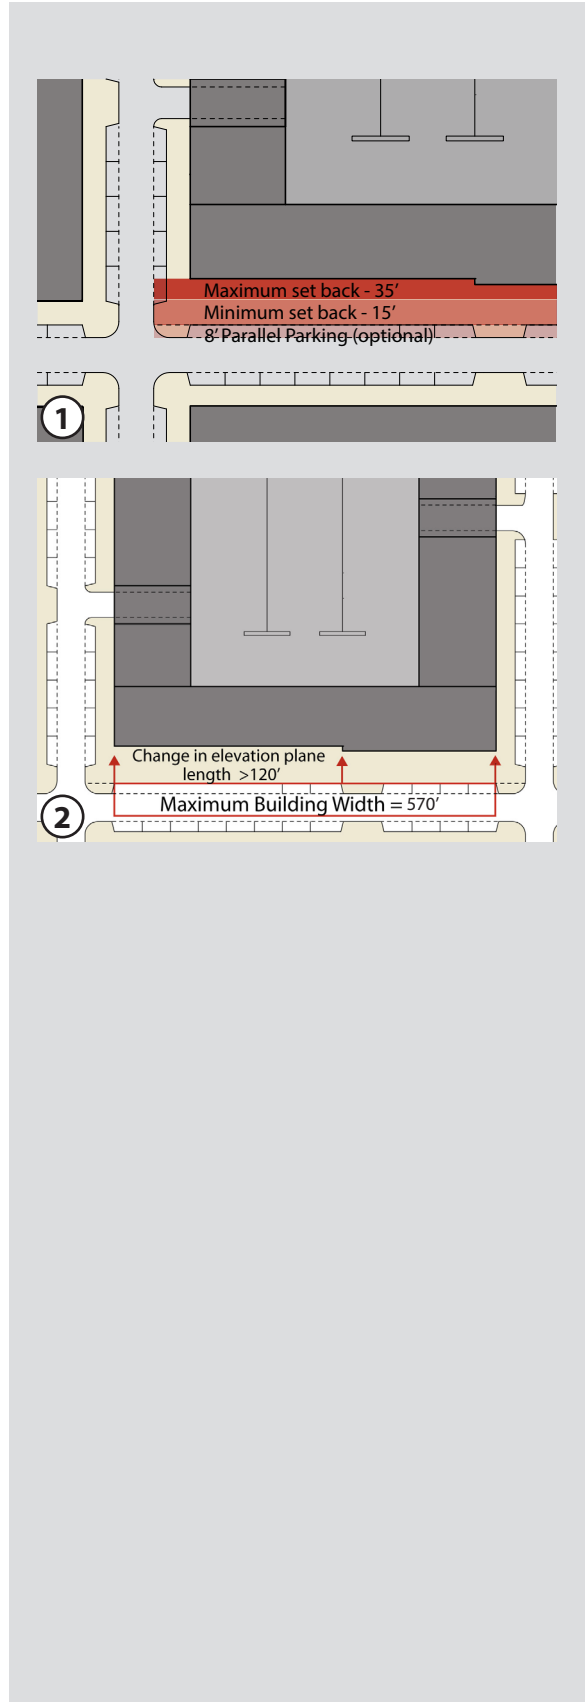 Maximum set back - 35’
Minimum set back - 15’
8’ Parallel Parking (optional)
1
Change in elevation plane
length >120’
Maximum Building Width = 570’
2